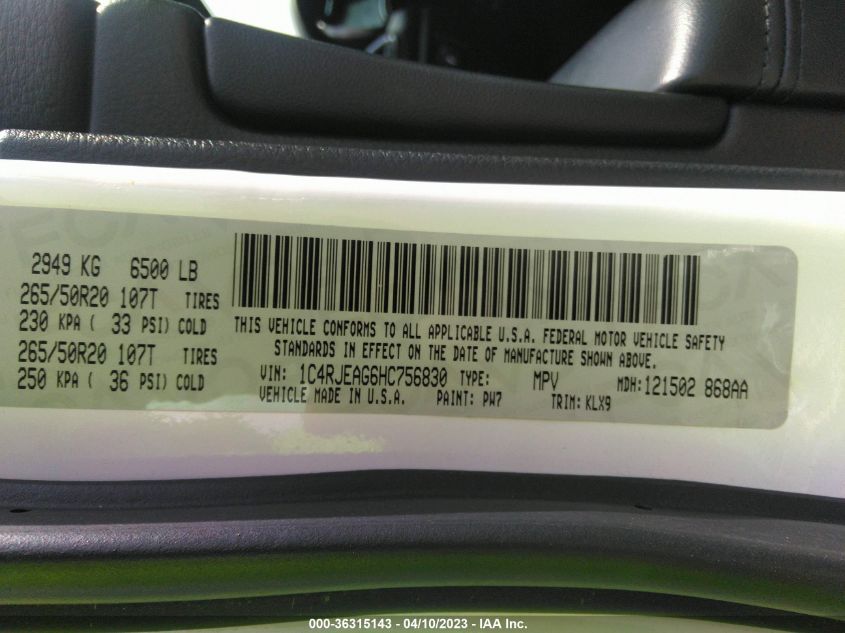 2949 KG 6500 LB
265/50R20 107T TIRES
230 KPA ( 33 PSI) COLD
265/50R20 107T TIRES
250 KPA ( 36 PSI) COLD
THIS VEHICLE CONFORMS TO ALL APPLICABLE U.S.A. FEDERAL MOTOR VEHICLE SAFETY
STANDARDS IN EFFECT ON THE DATE OF MANUFACTURE SHOWN ABOVE.
VIN: 1C4RJEAG6HC756830 TYPE: MPV MDH: 121502 868AA
VEHICLE MADE IN U.S.A. PAINT: PW7 TRIM: KLX9
000-36315143 - 04/10/2023 - IAA Inc.